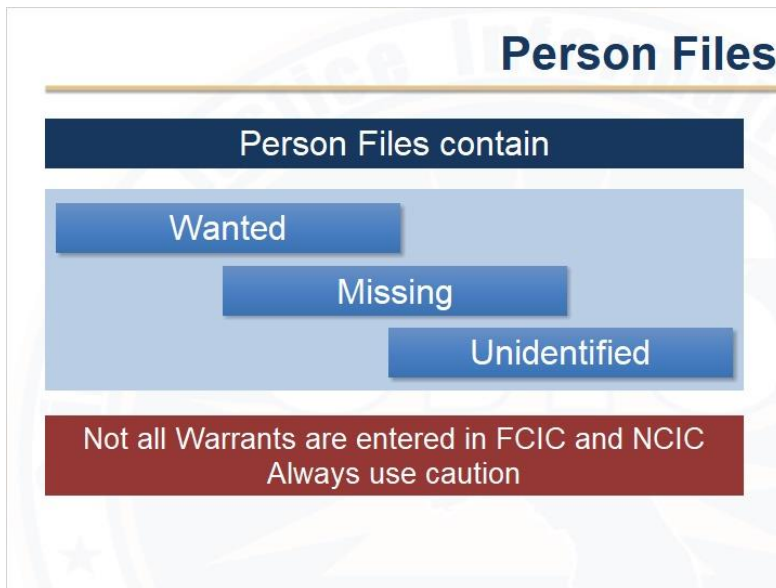 Person Files
Person Files contain
Wanted
Missing
Unidentified
Not all Warrants are entered in FCIC and NCIC
Always use caution